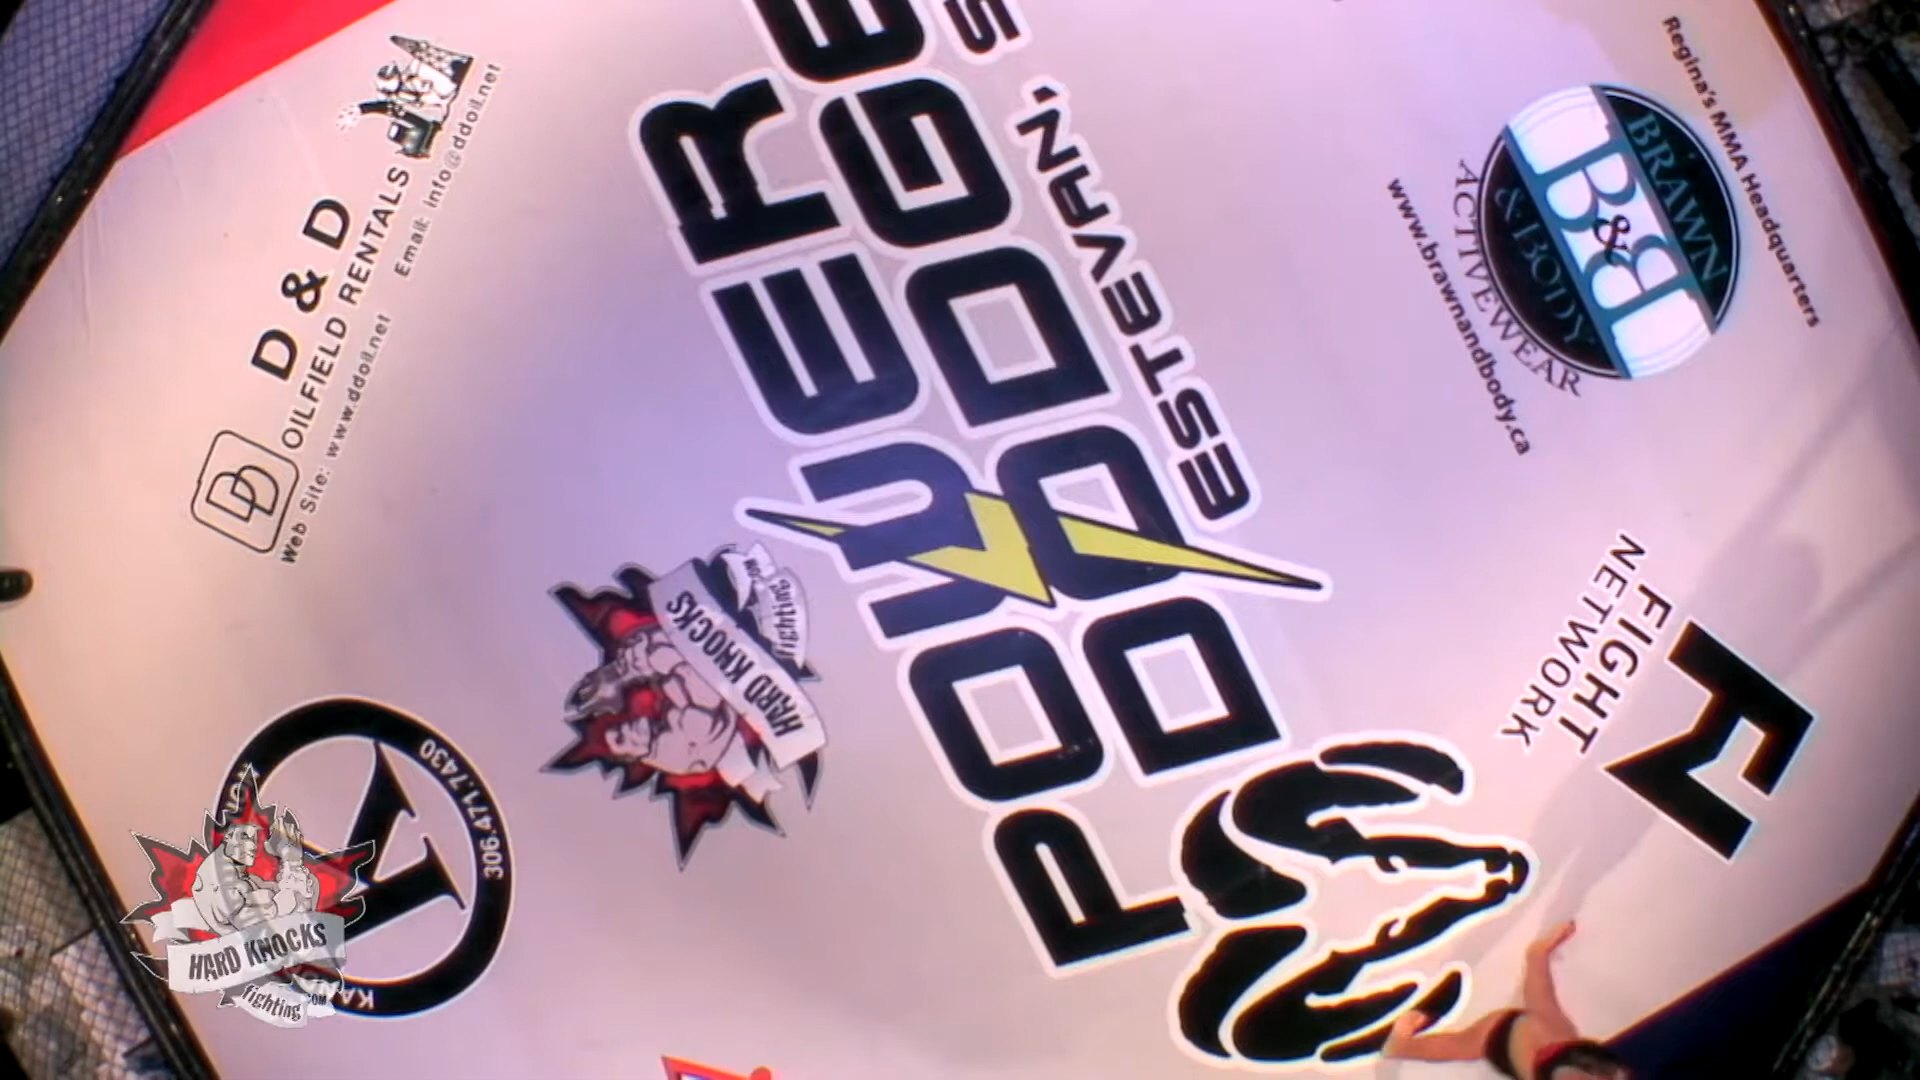 D & D
OILFIELD RENTALS
Web Site: www.ddoil.net Email: info@ddoil.net
DD
POWER
DODGE
ESTEVAN, S
Regina's MMA Headquarters
BRAWN
B&B
& BODY
ACTIVEWEAR
www.brawnandbody.ca
FIGHT
NETWORK
HARD KNOCKS
fighting
.COM
306.471.7430
K
HARD KNOCKS
fighting
.COM